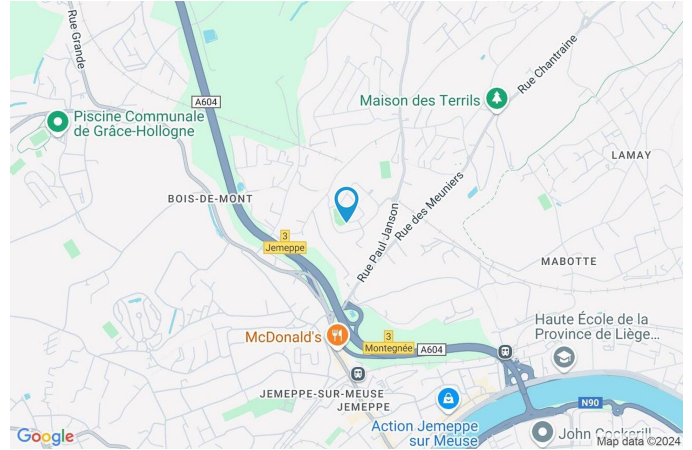 Rue Grande
A604
Piscine Communale
de Grâce-Hollogne
Maison des Terrils
Rue Chantraine
LAMAY
BOIS-DE-MONT
Rue des Meuniers
Rue Paul Janson
3
Jemeppe
MABOTTE
McDonald's
3
Montegnée
A604
Haute École de la
Province de Liège...
JEMEPPE-SUR-MEUSE
JEMEPPE
Action Jemeppe
sur Meuse
N90
John Cockerill
Google
Map data ©2024